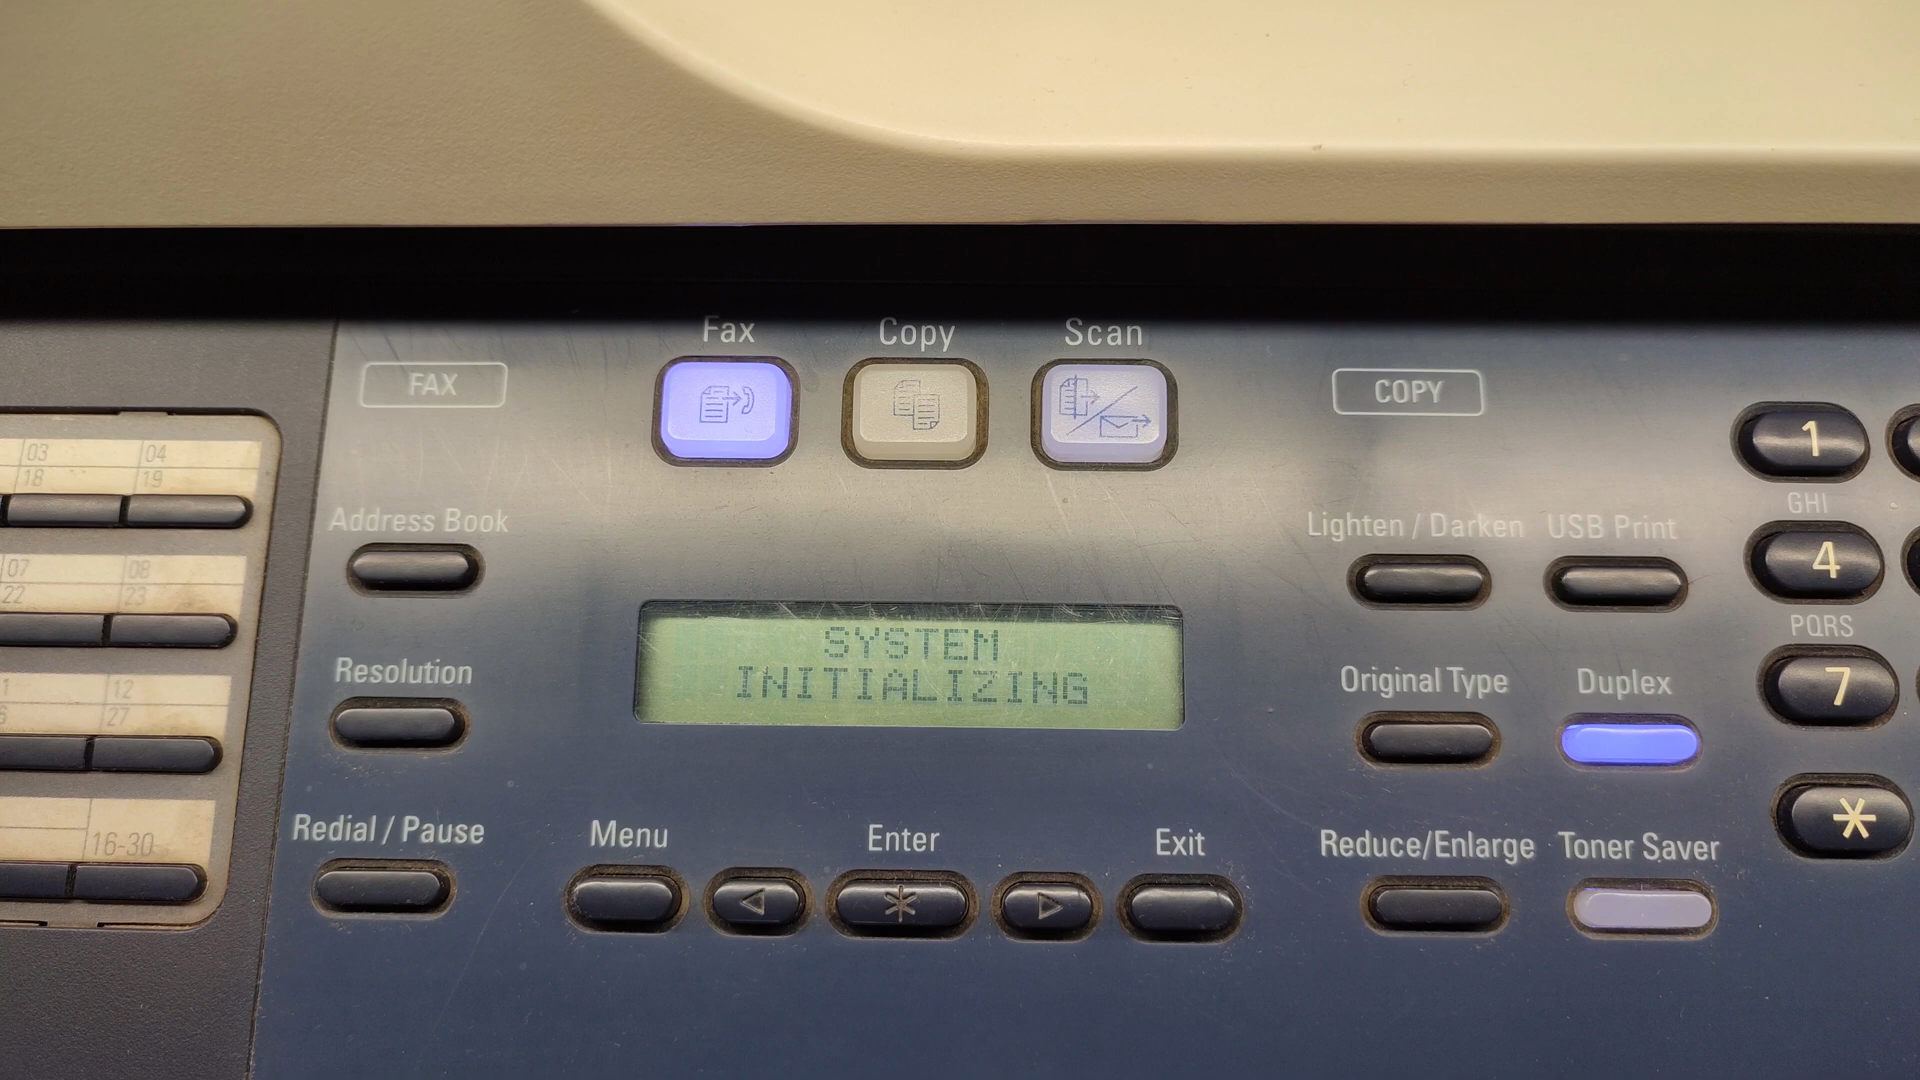 Fax Copy Scan
FAX
COPY
1
03 04
18 19
GHI
Address Book
Lighten / Darken USB Print
4
07 08
22 23
PQRS
Resolution
Original Type Duplex
7
12
27
*
16-30
Redial / Pause
Menu Enter Exit
Reduce/Enlarge Toner Saver
*
SYSTEM
INITIALIZING